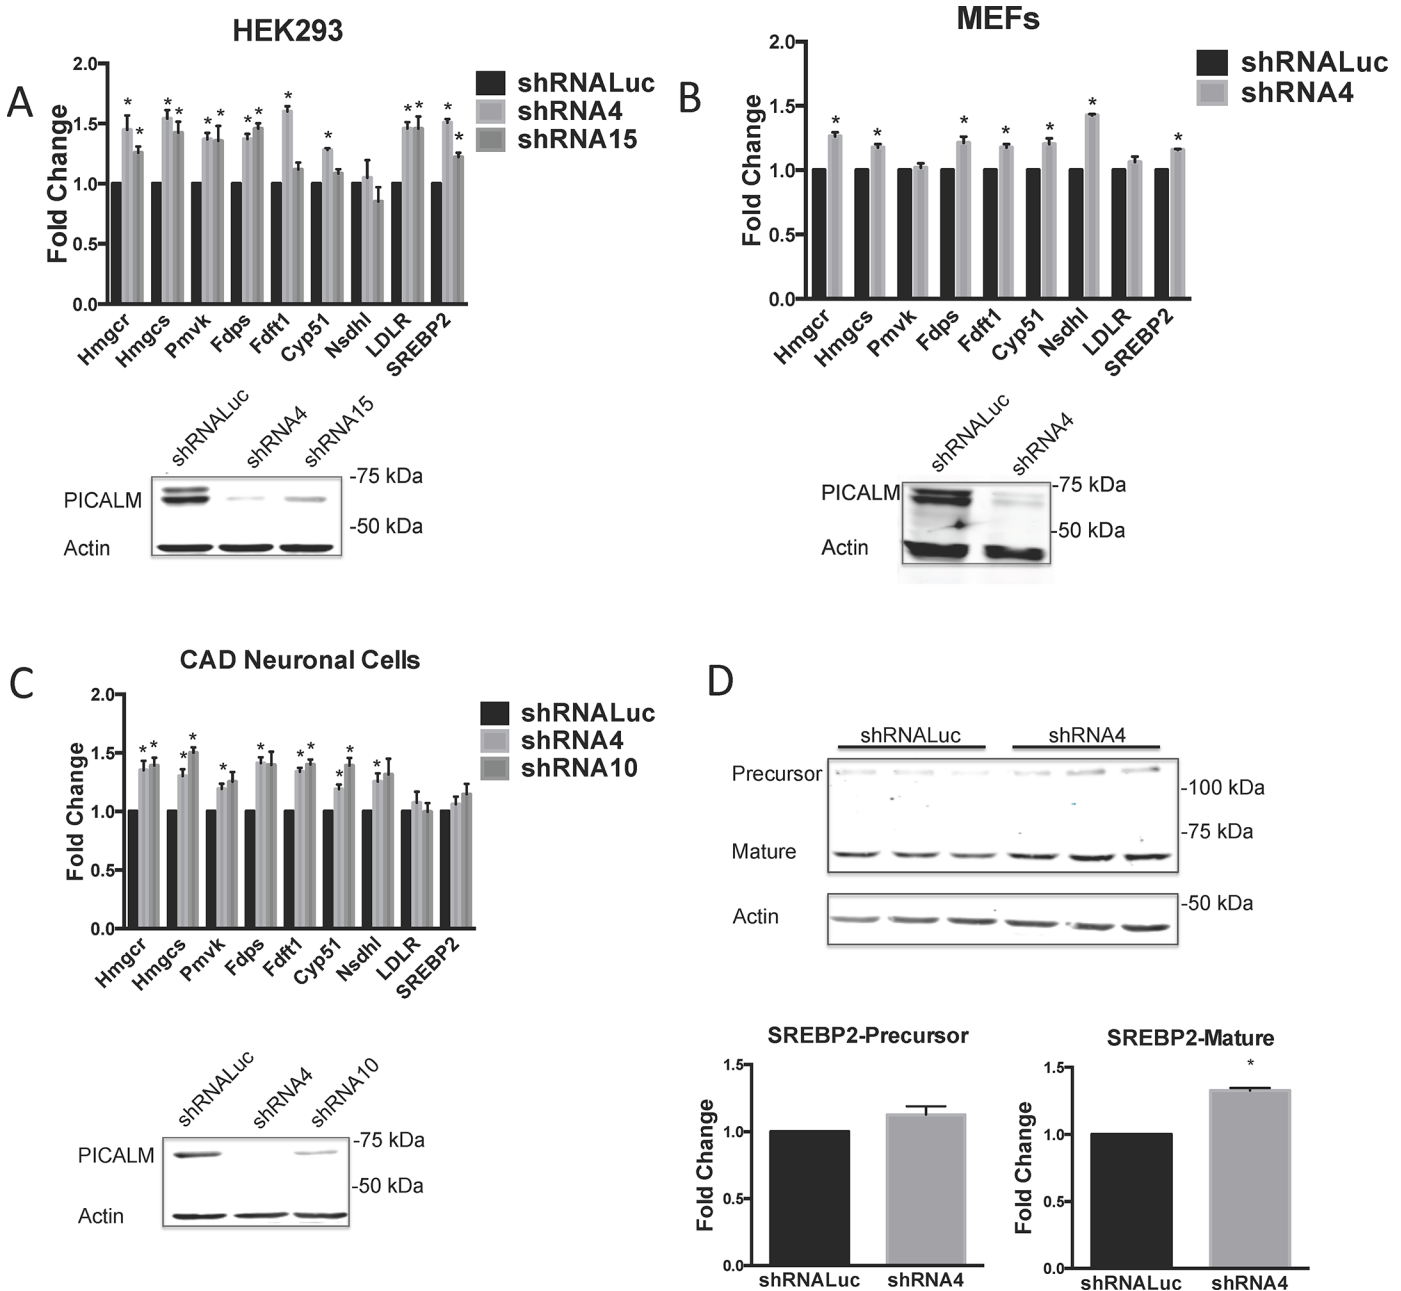 HEK293
A
2.0
1.5
1.0
0.5
0.0
Fold Change
* * * * * * * * * * * * * *
shRNALuc
shRNA4
shRNA15
Hmgcr Hmgcs Pmvk Fdps Fdft1 Cyp51 Nsdhl LDLR SREBP2
shRNALuc shRNA4 shRNA15
PICALM
Actin
-75 kDa
-50 kDa
MEFs
B
2.0
1.5
1.0
0.5
0.0
Fold Change
* * * * * * *
shRNALuc
shRNA4
Hmgcr Hmgcs Pmvk Fdps Fdft1 Cyp51 Nsdhl LDLR SREBP2
shRNALuc shRNA4
PICALM
Actin
-75 kDa
-50 kDa
CAD Neuronal Cells
C
2.0
1.5
1.0
0.5
0.0
Fold Change
* * * * * * * * * * *
shRNALuc
shRNA4
shRNA10
Hmgcr Hmgcs Pmvk Fdps Fdft1 Cyp51 Nsdhl LDLR SREBP2
shRNALuc shRNA4 shRNA10
PICALM
Actin
-75 kDa
-50 kDa
D
shRNALuc shRNA4
Precursor
Mature
Actin
-100 kDa
-75 kDa
-50 kDa
SREBP2-Precursor
1.5
1.0
0.5
0.0
Fold Change
shRNALuc shRNA4
SREBP2-Mature
*
1.5
1.0
0.5
0.0
Fold Change
shRNALuc shRNA4